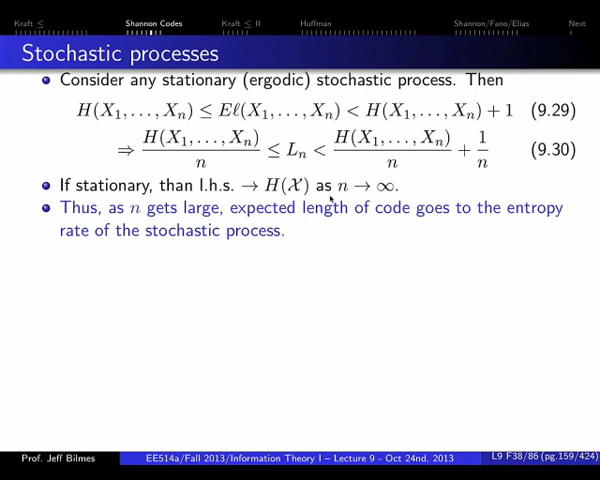 Kraft ≤ Shannon Codes Kraft ≤ II Huffman Shannon/Fano/Elias Next
Stochastic processes
Consider any stationary (ergodic) stochastic process. Then
H(X₁, . . . , Xₙ) ≤ Eℓ(X₁, . . . , Xₙ) < H(X₁, . . . , Xₙ) + 1 (9.29)
⇒ H(X₁, . . . , Xₙ)/n ≤ Lₙ < H(X₁, . . . , Xₙ)/n + 1/n (9.30)
If stationary, than l.h.s. → H(𝒳) as n → ∞.
Thus, as n gets large, expected length of code goes to the entropy
rate of the stochastic process.
Prof. Jeff Bilmes EE514a/Fall 2013/Information Theory I – Lecture 9 - Oct 24nd, 2013 L9 F38/86 (pg.159/424)